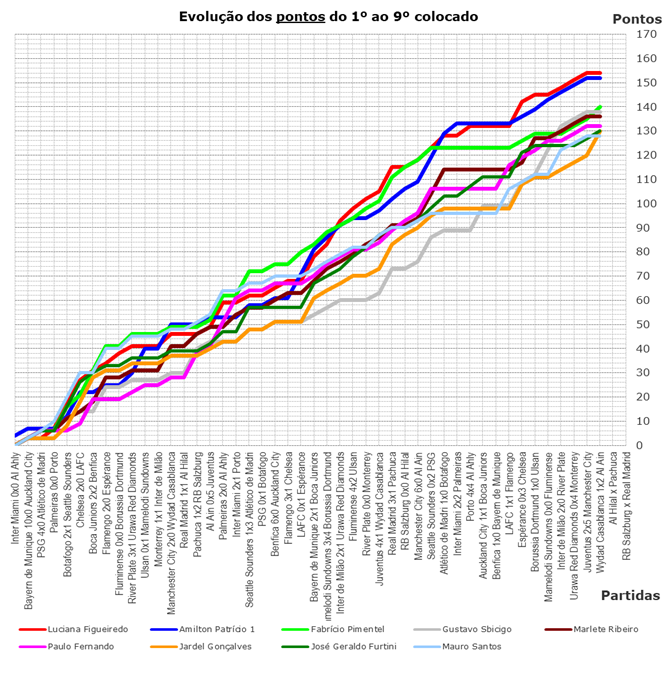 Evolução dos pontos do 1º ao 9º colocado
Pontos
170
160
150
140
130
120
110
100
90
80
70
60
50
40
30
20
10
0
Inter Miami 0x0 Al Ahly
Bayern de Munique 10x0 Auckland City
PSG 4x0 Atlético de Madri
Palmeiras 0x0 Porto
Botafogo 2x1 Seattle Sounders
Chelsea 2x0 LAFC
Boca Juniors 2x2 Benfica
Flamengo 2x0 Esperance
Fluminense 0x0 Borussia Dortmund
River Plate 3x1 Urawa Red Diamonds
Ulsan 0x1 Mamelodi Sundowns
Monterrey 1x1 Inter de Milão
Manchester City 2x0 Wydad Casablanca
Real Madrid 1x1 Al Hilal
Pachuca 1x2 RB Salzburg
Al Ain 0x5 Juventus
Palmeiras 2x0 Al Ahly
Inter Miami 2x1 Porto
Seattle Sounders 1x3 Atlético de Madri
PSG 0x1 Botafogo
Benfica 6x0 Auckland City
Flamengo 3x1 Chelsea
LAFC 0x1 Espérance
Bayern de Munique 2x1 Boca Juniors
amelodi Sundowns 3x4 Borussia Dortmund
Inter de Milão 2x1 Urawa Red Diamonds
Fluminense 4x2 Ulsan
River Plate 0x0 Monterrey
Juventus 4x1 Wydad Casablanca
Real Madrid 3x1 Pachuca
RB Salzburg 0x0 Al Hilal
Manchester City 6x0 Al Ain
Seattle Sounders 0x2 PSG
Atlético de Madrid 1x0 Botafogo
Inter Miami 2x2 Palmeiras
Porto 4x4 Al Ahly
Auckland City 1x1 Boca Juniors
Benfica 1x0 Bayern de Munique
LAFC 1x1 Flamengo
Espérance 0x3 Chelsea
Borussia Dortmund 1x0 Ulsan
Mamelodi Sundowns 0x0 Fluminense
Inter de Milão 2x0 River Plate
Urawa Red Diamonds 0x4 Monterrey
Juventus 2x5 Manchester City
Wydad Casablanca 1x2 Al Ain
Al Hilal x Pachuca
RB Salzburg x Real Madrid
Partidas
Luciana Figueiredo
Amilton Patrício 1
Fabrício Pimentel
Gustavo Sbicigo
Marlete Ribeiro
Paulo Fernando
Jardel Gonçalves
José Geraldo Furtini
Mauro Santos